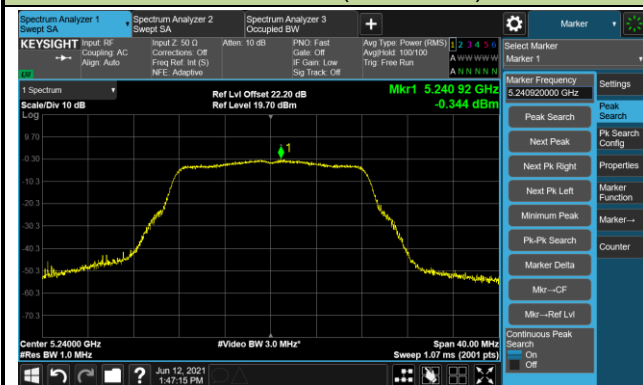 Spectrum Analyzer 1
Swept SA
Spectrum Analyzer 2
Swept SA
Spectrum Analyzer 3
Occupied BW
+
Marker
KEYSIGHT
Input: RF
Coupling: AC
Align: Auto
Input Z: 50 Ω
Corrections: Off
Freq Ref: Int (S)
NFE: Adaptive
Atten: 10 dB
PNO: Fast
Gate: Off
IF Gain: Low
Sig Track: Off
Avg Type: Power (RMS)
Avg|Hold: 100/100
Trig: Free Run
1 2 3 4 5 6
A W W W W W
A N N N N N
Select Marker
Marker 1
1 Spectrum
Scale/Div 10 dB
Log
Ref Lvl Offset 22.20 dB
Ref Level 19.70 dBm
Mkr1 5.240 92 GHz
-0.344 dBm
1
9.70
-0.30
-10.3
-20.3
-30.3
-40.3
-50.3
-60.3
-70.3
Center 5.24000 GHz
#Res BW 1.0 MHz
#Video BW 3.0 MHz*
Span 40.00 MHz
Sweep 1.07 ms (2001 pts)
Marker Frequency
5.240920000 GHz
Peak Search
Next Peak
Next Pk Right
Next Pk Left
Minimum Peak
Pk-Pk Search
Marker Delta
Mkr→CF
Mkr→Ref Lvl
Continuous Peak
Search
On
Off
Settings
Peak
Search
Pk Search
Config
Properties
Marker
Function
Marker→
Counter
?
Jun 12, 2021
1:47:15 PM